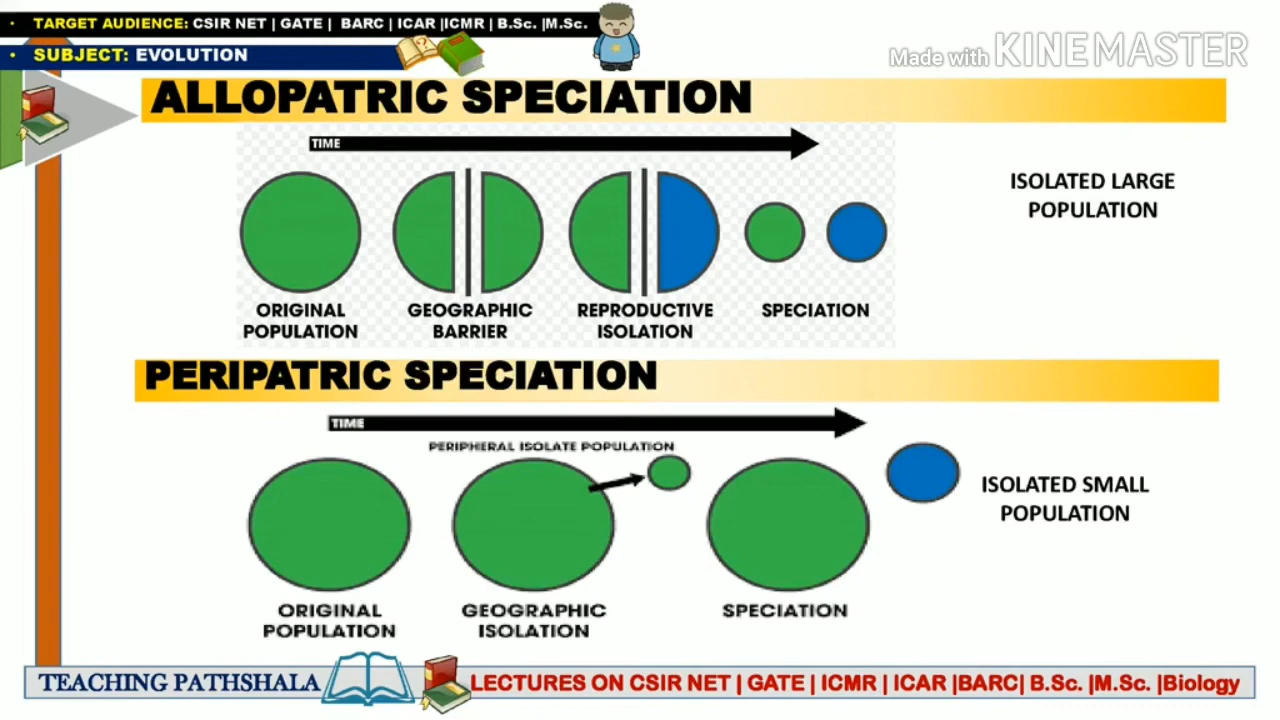 • TARGET AUDIENCE: CSIR NET | GATE | BARC | ICAR |ICMR | B.Sc. |M.Sc.
• SUBJECT: EVOLUTION
Made with KINEMASTER
ALLOPATRIC SPECIATION
TIME
ISOLATED LARGE
POPULATION
ORIGINAL
POPULATION
GEOGRAPHIC
BARRIER
REPRODUCTIVE
ISOLATION
SPECIATION
PERIPATRIC SPECIATION
TIME
PERIPHERAL ISOLATE POPULATION
ISOLATED SMALL
POPULATION
ORIGINAL
POPULATION
GEOGRAPHIC
ISOLATION
SPECIATION
TEACHING PATHSHALA
LECTURES ON CSIR NET | GATE | ICMR | ICAR |BARC| B.Sc. |M.Sc. |Biology